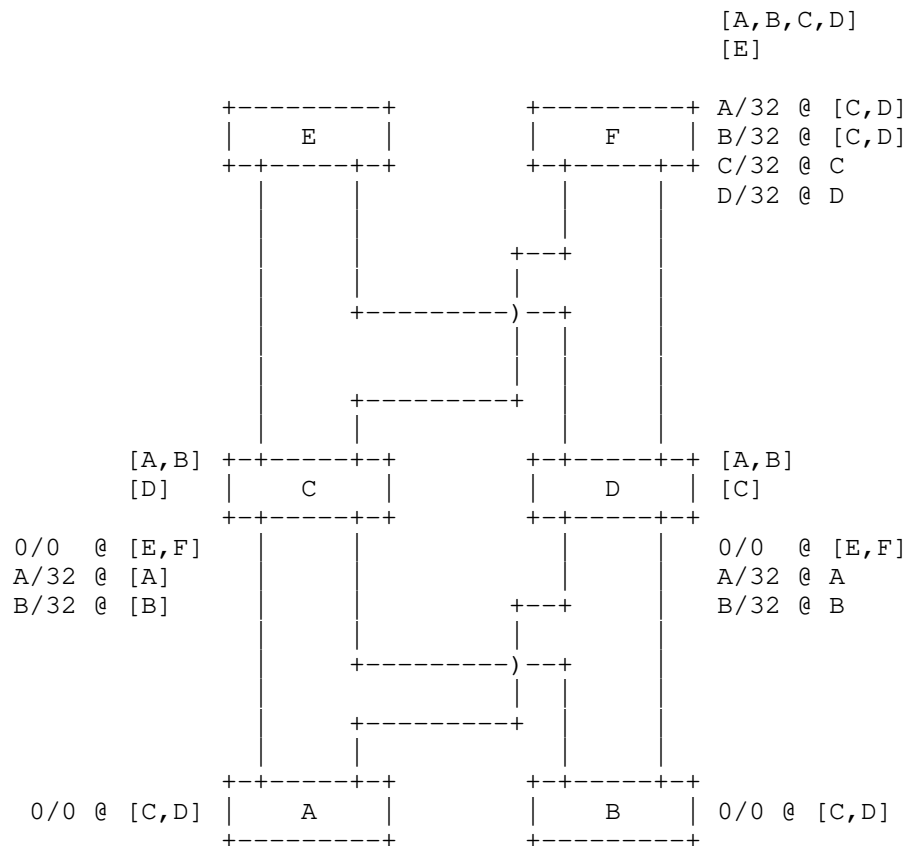 [A,B,C,D]
[E]
A/32 @ [C,D]
E F B/32 @ [C,D]
C/32 @ C
D/32 @ D
[A,B] [A,B]
[D] C D [C]
0/0 @ [E,F] 0/0 @ [E,F]
A/32 @ [A] A/32 @ A
B/32 @ [B] B/32 @ B
0/0 @ [C,D] A B 0/0 @ [C,D]